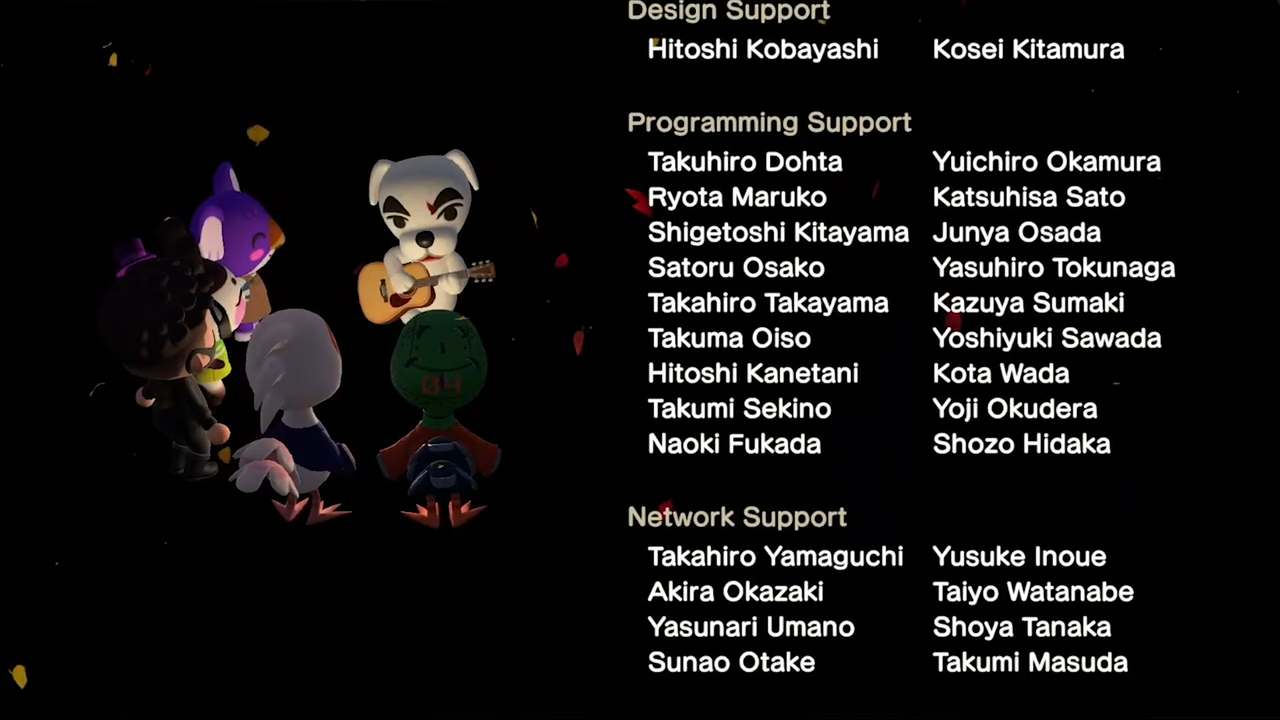 Design Support
Hitoshi Kobayashi Kosei Kitamura
Programming Support
Takuhiro Dohta Yuichiro Okamura
Ryota Maruko Katsuhisa Sato
Shigetoshi Kitayama Junya Osada
Satoru Osako Yasuhiro Tokunaga
Takahiro Takayama Kazuya Sumaki
Takuma Oiso Yoshiyuki Sawada
Hitoshi Kanetani Kota Wada
Takumi Sekino Yoji Okudera
Naoki Fukada Shozo Hidaka
04
Network Support
Takahiro Yamaguchi Yusuke Inoue
Akira Okazaki Taiyo Watanabe
Yasunari Umano Shoya Tanaka
Sunao Otake Takumi Masuda